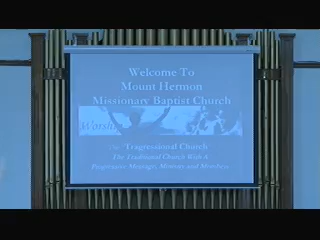 Welcome To
Mount Hermon
Missionary Baptist Church
Worship
The "Tragressional Church"
The Traditional Church With A
Progressive Message, Mission and Members